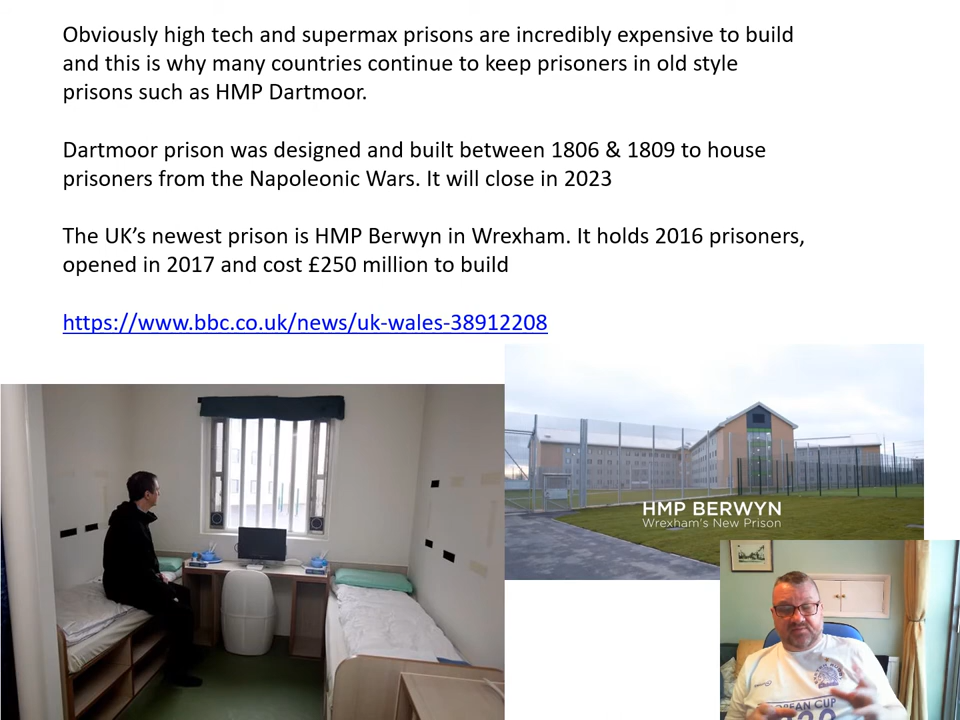 Obviously high tech and supermax prisons are incredibly expensive to build
and this is why many countries continue to keep prisoners in old style
prisons such as HMP Dartmoor.
Dartmoor prison was designed and built between 1806 & 1809 to house
prisoners from the Napoleonic Wars. It will close in 2023
The UK’s newest prison is HMP Berwyn in Wrexham. It holds 2016 prisoners,
opened in 2017 and cost £250 million to build
https://www.bbc.co.uk/news/uk-wales-38912208
HMP BERWYN
Wrexham's New Prison
CUP